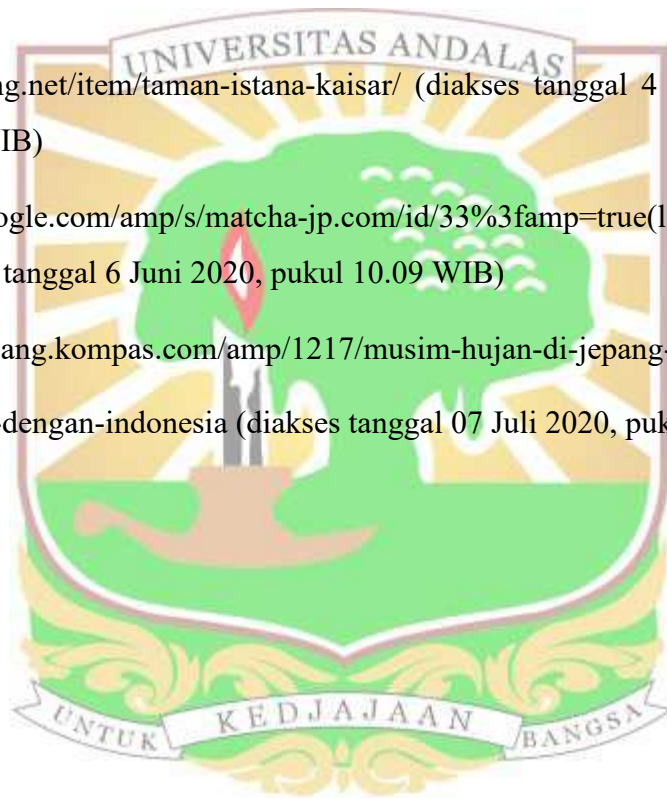 UNIVERSITAS ANDALAS
ng.net/item/taman-istana-kaisar/ (diakses tanggal 4
IB)
ogle.com/amp/s/matcha-jp.com/id/33%3famp=true(l
tanggal 6 Juni 2020, pukul 10.09 WIB)
ang.kompas.com/amp/1217/musim-hujan-di-jepang-
-dengan-indonesia (diakses tanggal 07 Juli 2020, puk
UNTUK KEDJAJAAN BANGSA